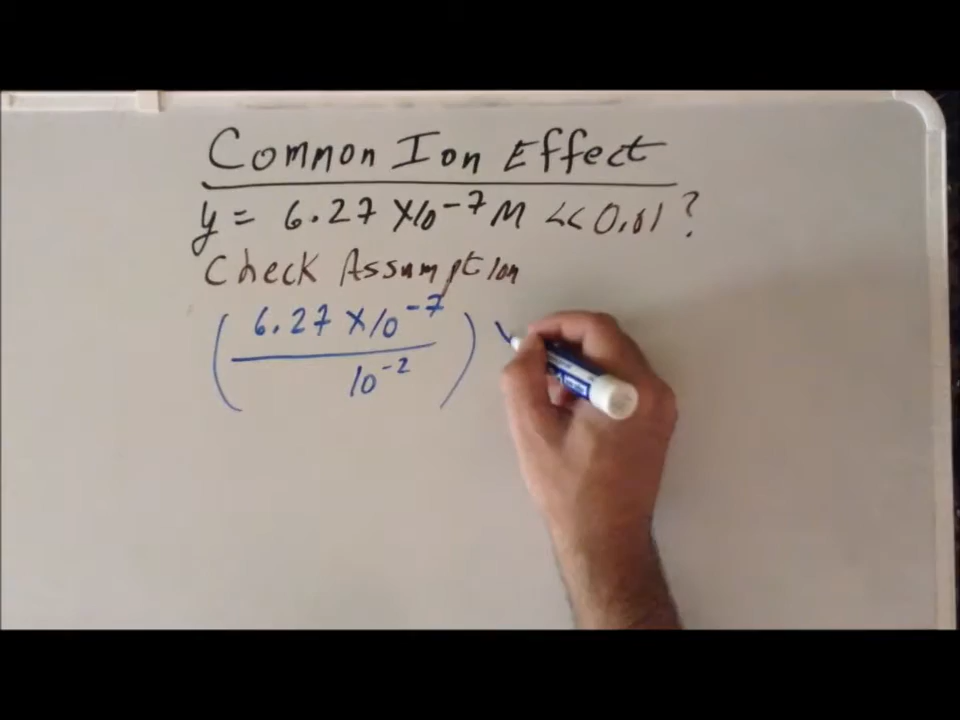 Common Ion Effect
y = 6.27 X10⁻⁷ M << 0.01 ?
Check Assumption
( 6.27 X10⁻⁷
10⁻² )